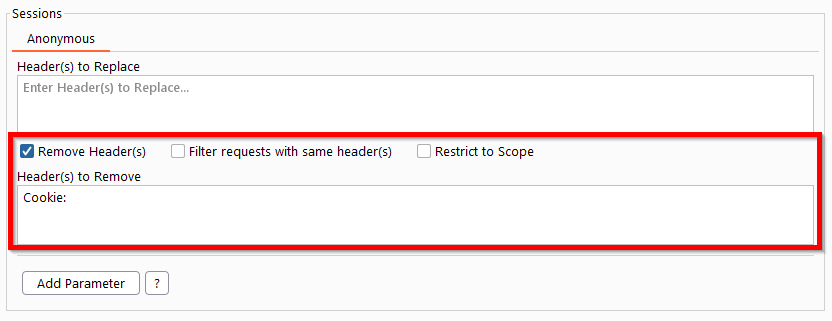 Sessions
Anonymous
Header(s) to Replace
Enter Header(s) to Replace...
Remove Header(s) Filter requests with same header(s) Restrict to Scope
Header(s) to Remove
Cookie:
Add Parameter ?